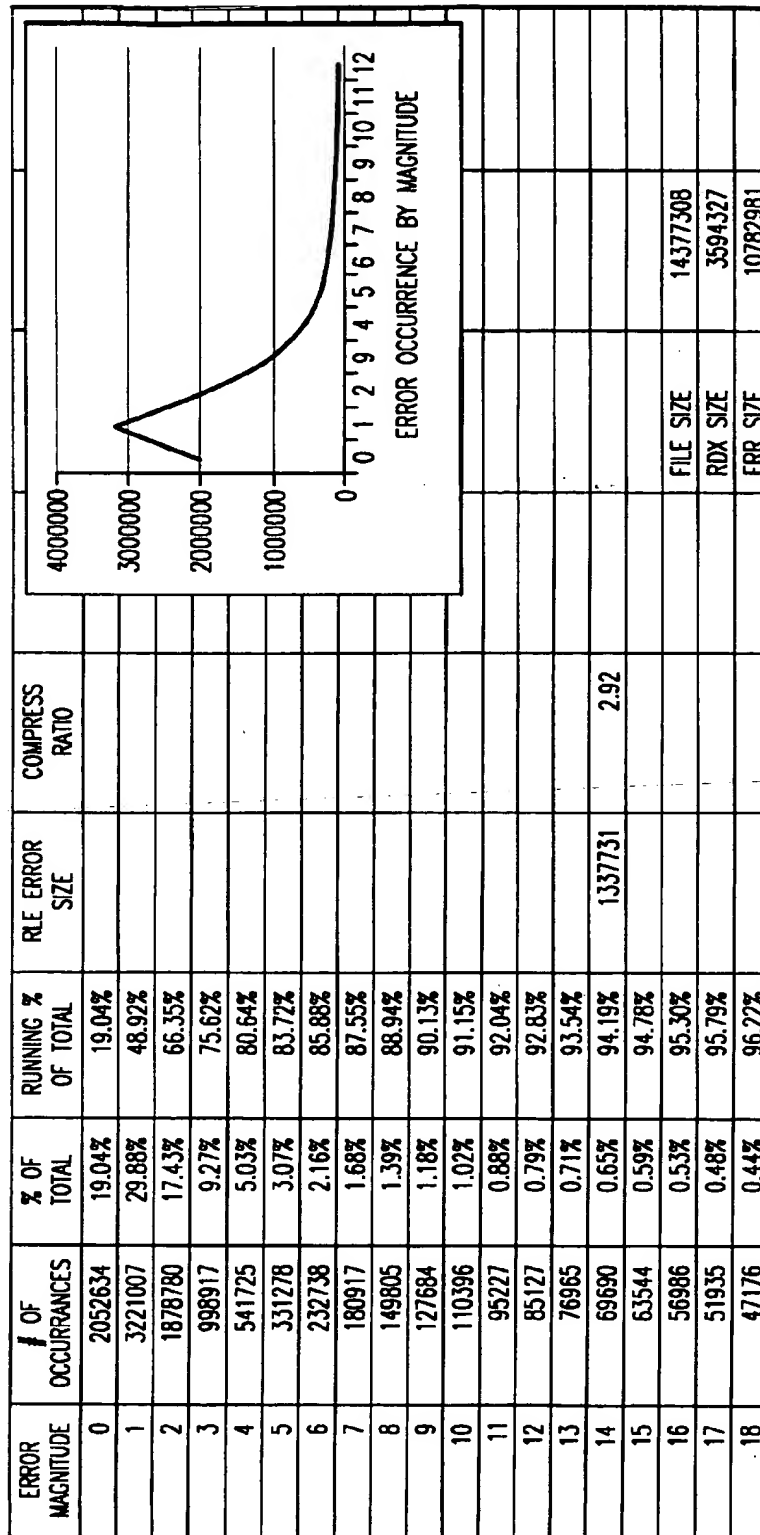 ERROR MAGNITUDE # OF OCCURRANCES % OF TOTAL RUNNING % OF TOTAL RLE ERROR SIZE COMPRESS RATIO
0 2052634 19.04% 19.04%
1 3221007 29.88% 48.92%
2 1878780 17.43% 66.35%
3 998917 9.27% 75.62%
4 541725 5.03% 80.64%
5 331278 3.07% 83.72%
6 232738 2.16% 85.88%
7 180917 1.68% 87.55%
8 149805 1.39% 88.94%
9 127684 1.18% 90.13%
10 110396 1.02% 91.15%
11 95227 0.88% 92.04%
12 85127 0.79% 92.83%
13 76965 0.71% 93.54%
14 69690 0.65% 94.19% 1337731 2.92
15 63544 0.59% 94.78%
16 56986 0.53% 95.30% FILE SIZE 14377308
17 51935 0.48% 95.79% RDX SIZE 3594327
18 47176 0.44% 96.22% ERR SIZE 10782981
4000000
3000000
2000000
1000000
0
0 1 2 9 4 5 6 7 8 9 10 11 12
ERROR OCCURRENCE BY MAGNITUDE